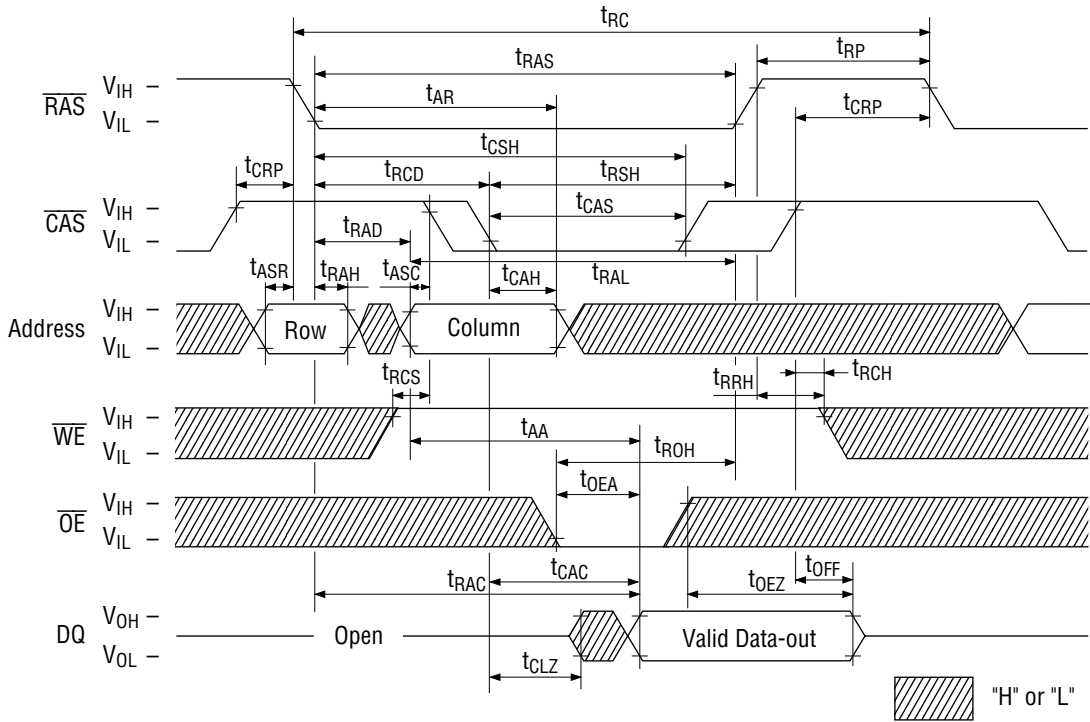 tRC
tRAS
tRP
tAR
tCRP
RAS
VIH –
VIL –
tCSH
tCRP
tRCD
tRSH
tCAS
CAS
VIH –
VIL –
tRAD
tRAL
tASR
tRAH
tASC
tCAH
Address
VIH –
VIL –
Row
Column
tRCS
tRRH
tRCH
WE
VIH –
VIL –
tAA
tROH
tOEA
OE
VIH –
VIL –
tCAC
tRAC
tOEZ
tOFF
DQ
VOH –
VOL –
Open
Valid Data-out
tCLZ
"H" or "L"